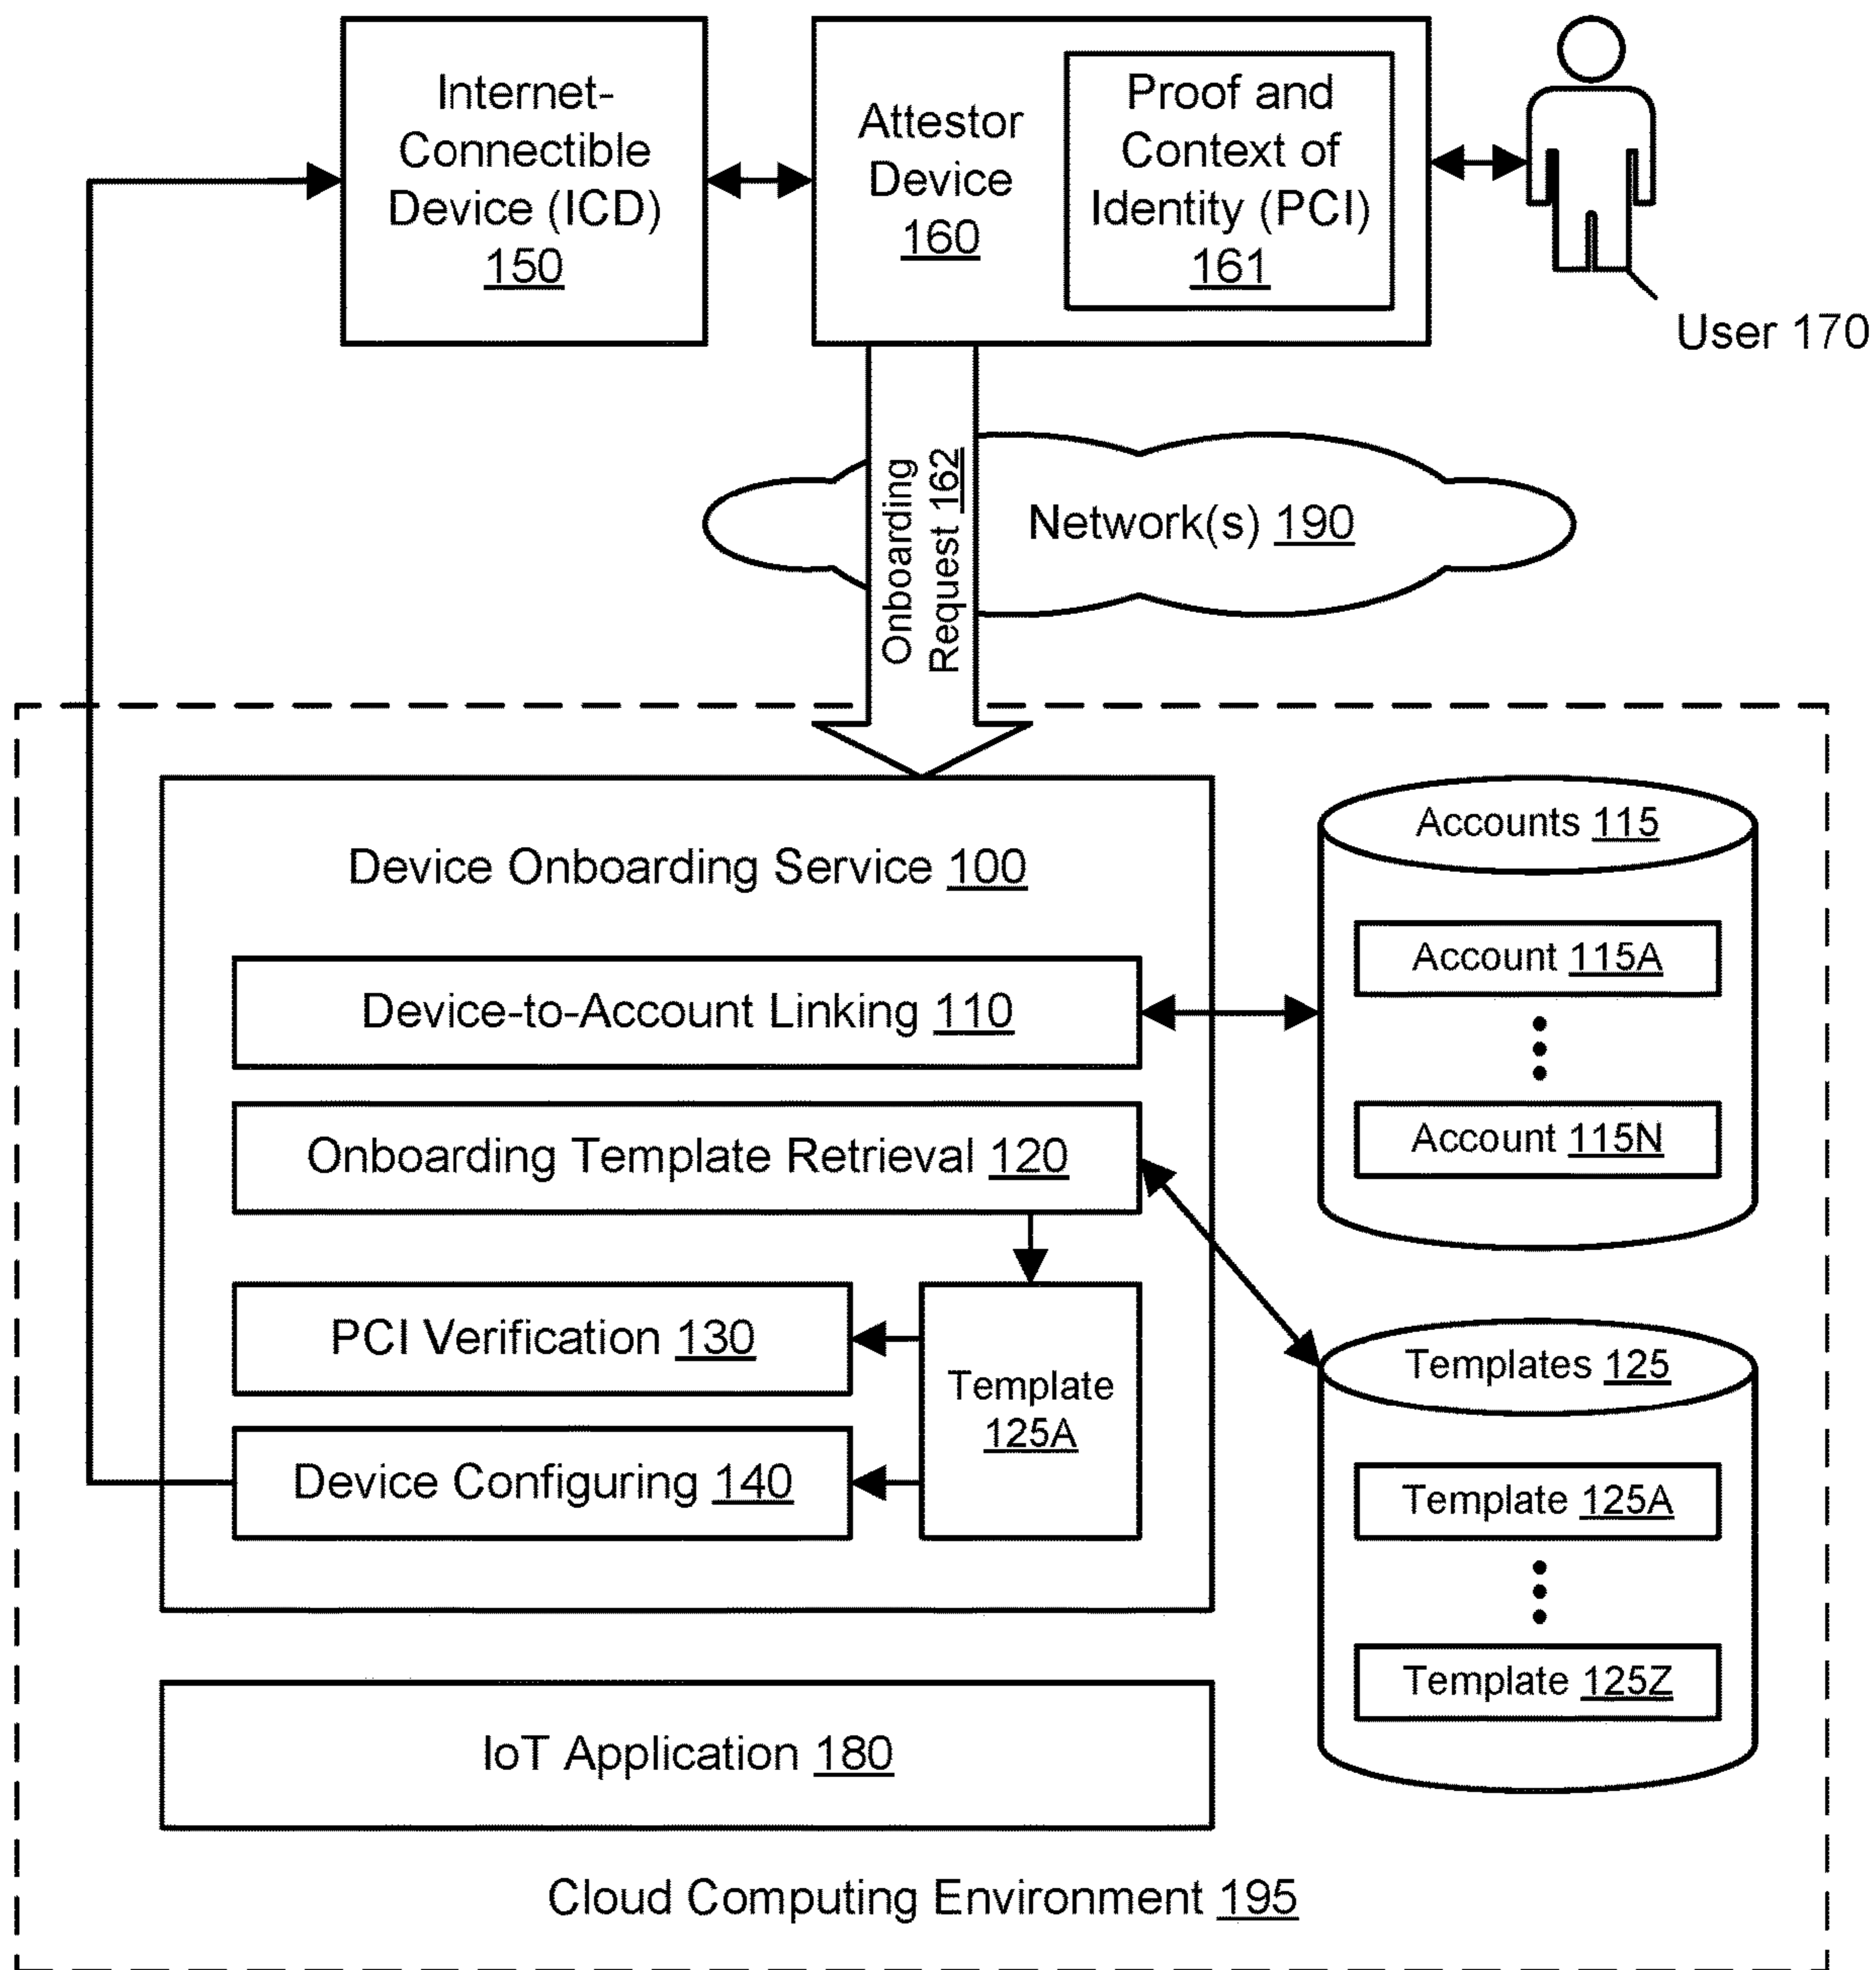 Internet-
Connectible
Device (ICD)
150
Attestor
Device
160
Proof and
Context of
Identity (PCI)
161
User 170
Onboarding
Request 162
Network(s) 190
Device Onboarding Service 100
Device-to-Account Linking 110
Onboarding Template Retrieval 120
PCI Verification 130
Template
125A
Device Configuring 140
Accounts 115
Account 115A
Account 115N
Templates 125
Template 125A
Template 125Z
IoT Application 180
Cloud Computing Environment 195